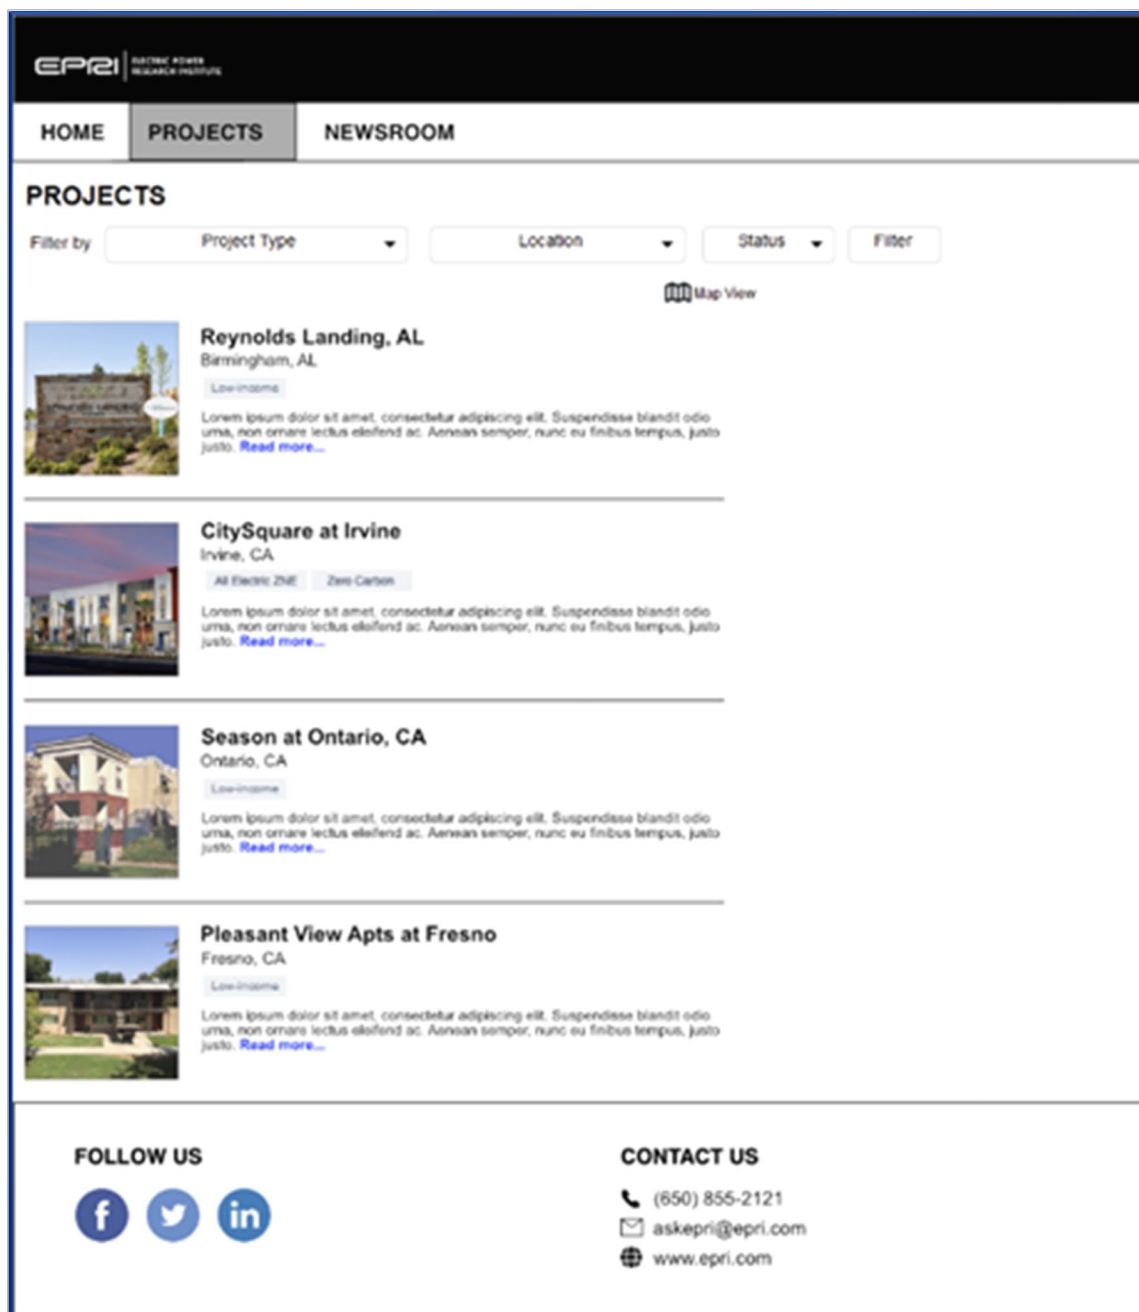 EPRI | ELECTRIC POWER
RESEARCH INSTITUTE
HOME PROJECTS NEWSROOM
PROJECTS
Filter by Project Type Location Status Filter
Map View
Reynolds Landing, AL
Birmingham, AL
Low-income
Lorem ipsum dolor sit amet, consectetur adipiscing elit. Suspendisse blandit odio
urna, non ornare lectus eleifend ac. Aenean semper, nunc eu finibus tempus, justo
justo. Read more...
CitySquare at Irvine
Irvine, CA
All Electric ZNE Zero Carbon
Lorem ipsum dolor sit amet, consectetur adipiscing elit. Suspendisse blandit odio
urna, non ornare lectus eleifend ac. Aenean semper, nunc eu finibus tempus, justo
justo. Read more...
Season at Ontario, CA
Ontario, CA
Low-income
Lorem ipsum dolor sit amet, consectetur adipiscing elit. Suspendisse blandit odio
urna, non ornare lectus eleifend ac. Aenean semper, nunc eu finibus tempus, justo
justo. Read more...
Pleasant View Apts at Fresno
Fresno, CA
Low-income
Lorem ipsum dolor sit amet, consectetur adipiscing elit. Suspendisse blandit odio
urna, non ornare lectus eleifend ac. Aenean semper, nunc eu finibus tempus, justo
justo. Read more...
FOLLOW US
CONTACT US
(650) 855-2121
askepri@epri.com
www.epri.com